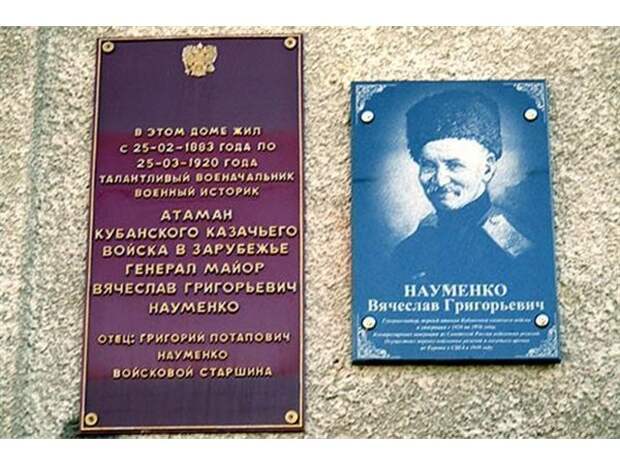 В ЭТОМ ДОМЕ ЖИЛ
С 25-02-1883 ГОДА ПО
25-03-1920 ГОДА
ТАЛАНТЛИВЫЙ ВОЕНАЧАЛЬНИК
ВОЕННЫЙ ИСТОРИК
АТАМАН
КУБАНСКОГО КАЗАЧЬЕГО
ВОЙСКА В ЗАРУБЕЖЬЕ
ГЕНЕРАЛ МАЙОР
ВЯЧЕСЛАВ ГРИГОРЬЕВИЧ
НАУМЕНКО
ОТЕЦ: ГРИГОРИЙ ПОТАПОВИЧ
НАУМЕНКО
ВОЙСКОВОЙ СТАРШИНА
НАУМЕНКО
Вячеслав Григорьевич